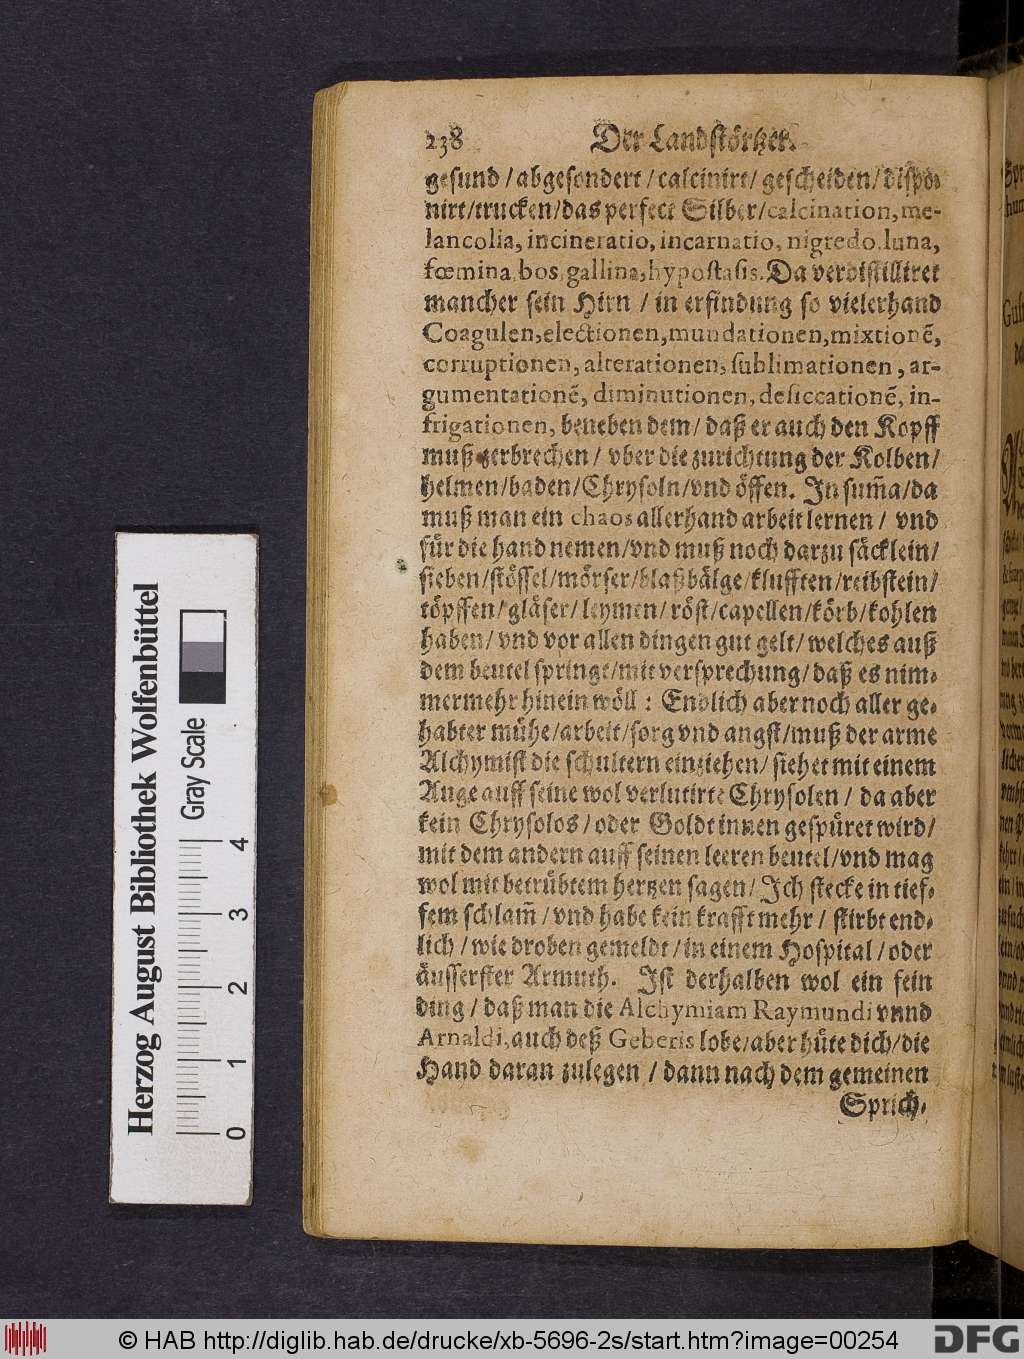 238 Der Landstörtzer.
gesund / abgesondert / calcinirt / gescheiden / dispo-
nirt / trucken / das perfect Silber / calcination, me-
lancolia, incineratio, incarnatio, nigredo, luna,
fœmina, bos, gallina, hypostasis. Da verdistilliret
mancher sein Hirn / in erfindung so vielerhand
Coagulen, electionen, mundationen, mixtionē,
corruptionen, alterationen, sublimationen, ar-
gumentationē, diminutionen, desiccationē, in-
frigationen, beneben dem / daß er auch den Kopff
muß zerbrechen / vber die zurichtung der Kolben /
helmen / baden / Chrysoln / vnd öffen. In sum̃a / da
muß man ein chaos allerhand arbeit lernen / vnd
für die hand nemen / vnd muß noch darzu säcklein /
sieben / stössel / mörser / blaßbälge / klufften / reibstein /
töpffen / gläser / leymen / röst / capellen / körb / kohlen
haben / vnd vor allen dingen gut gelt / welches auß
dem beutel springt / mit versprechung / daß es nim-
mermehr hinein wöll : Endlich aber noch aller ge-
habter mühe / arbeit / sorg vnd angst / muß der arme
Alchymist die schultern einziehen / siehet mit einem
Auge auff seine wol verlutirte Chrysolen / da aber
kein Chrysolos / oder Goldt innen gespüret wird /
mit dem andern auff seinen leeren beutel / vnd mag
wol mit betrübtem hertzen sagen / Ich stecke in tief-
fem schlam̃ / vnd habe kein krafft mehr / stirbt end-
lich / wie droben gemeldt / in einem Hospital / oder
äusserster Armuth. Ist derhalben wol ein fein
ding / daß man die Alchymiam Raymundi vnnd
Arnaldi, auch deß Geberis lobe / aber hüte dich / die
Hand daran zulegen / dann nach dem gemeinen
Sprich-
Herzog August Bibliothek Wolfenbüttel
Gray Scale
0 1 2 3 4
© HAB http://diglib.hab.de/drucke/xb-5696-2s/start.htm?image=00254
DFG